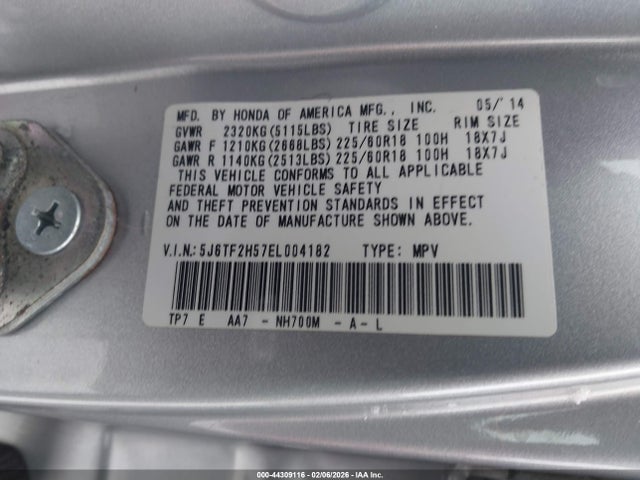 MFD. BY HONDA OF AMERICA MFG., INC. 05/'14
GVWR 2320KG(5115LBS) TIRE SIZE RIM SIZE
GAWR F 1210KG(2668LBS) 225/60R18 100H 18X7J
GAWR R 1140KG(2513LBS) 225/60R18 100H 18X7J
THIS VEHICLE CONFORMS TO ALL APPLICABLE
FEDERAL MOTOR VEHICLE SAFETY
AND THEFT PREVENTION STANDARDS IN EFFECT
ON THE DATE OF MANUFACTURE SHOWN ABOVE.
V.I.N.: 5J6TF2H57EL004182 TYPE: MPV
TP7 E AA7 - NH700M - A - L
000-44309116 - 02/06/2026 - IAA Inc.